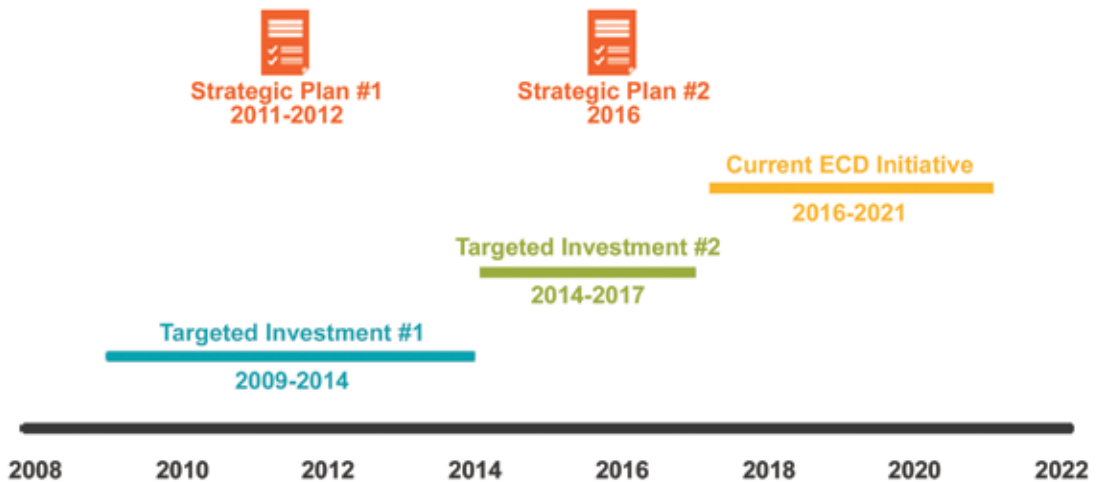 Strategic Plan #1
2011-2012
Strategic Plan #2
2016
Current ECD Initiative
2016-2021
Targeted Investment #2
2014-2017
Targeted Investment #1
2009-2014
2008 2010 2012 2014 2016 2018 2020 2022